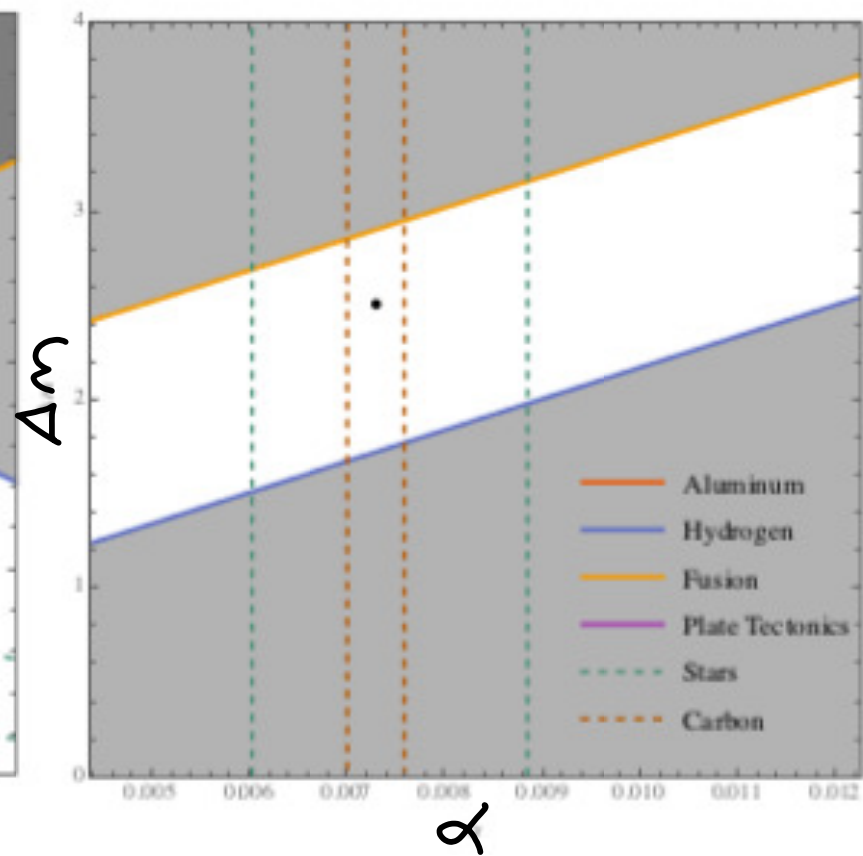 4
3
2
1
0
Δm
Aluminum
Hydrogen
Fusion
Plate Tectonics
Stars
Carbon
0.005 0.006 0.007 0.008 0.009 0.010 0.011 0.012
α